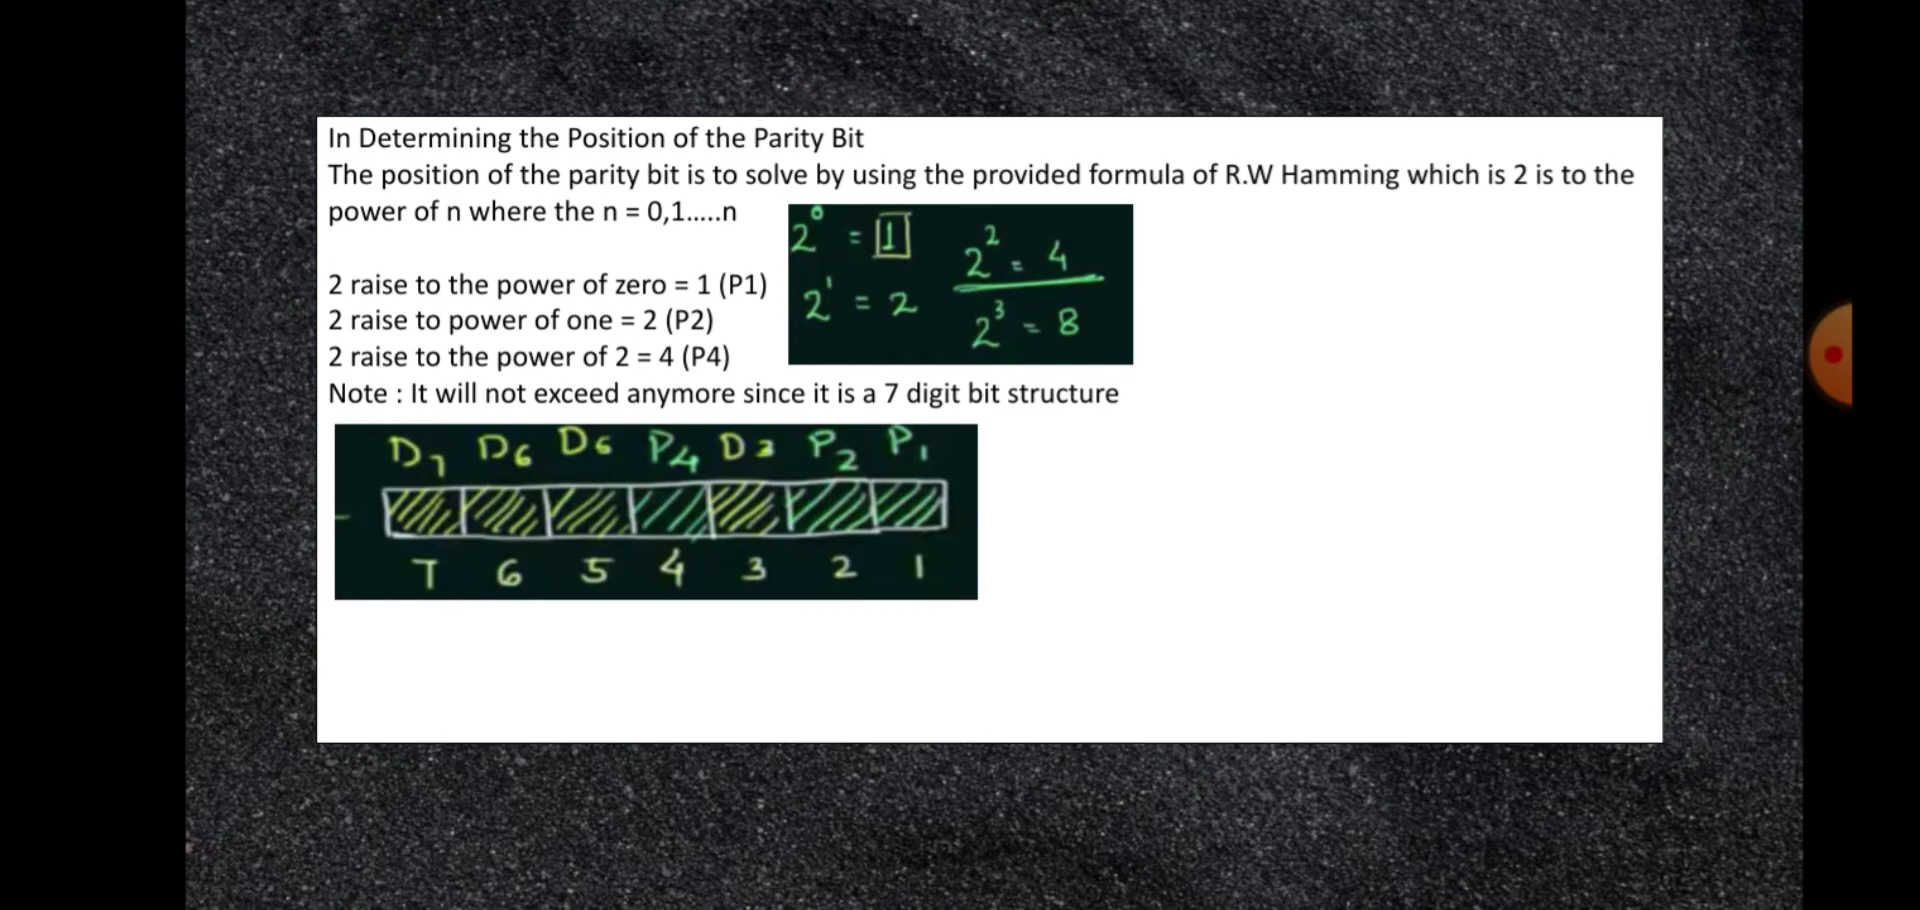 In Determining the Position of the Parity Bit
The position of the parity bit is to solve by using the provided formula of R.W Hamming which is 2 is to the
power of n where the n = 0,1.....n
2⁰ = 1
2¹ = 2
2² = 4
2³ = 8
2 raise to the power of zero = 1 (P1)
2 raise to power of one = 2 (P2)
2 raise to the power of 2 = 4 (P4)
Note : It will not exceed anymore since it is a 7 digit bit structure
D7 D6 D5 P4 D3 P2 P1
7 6 5 4 3 2 1